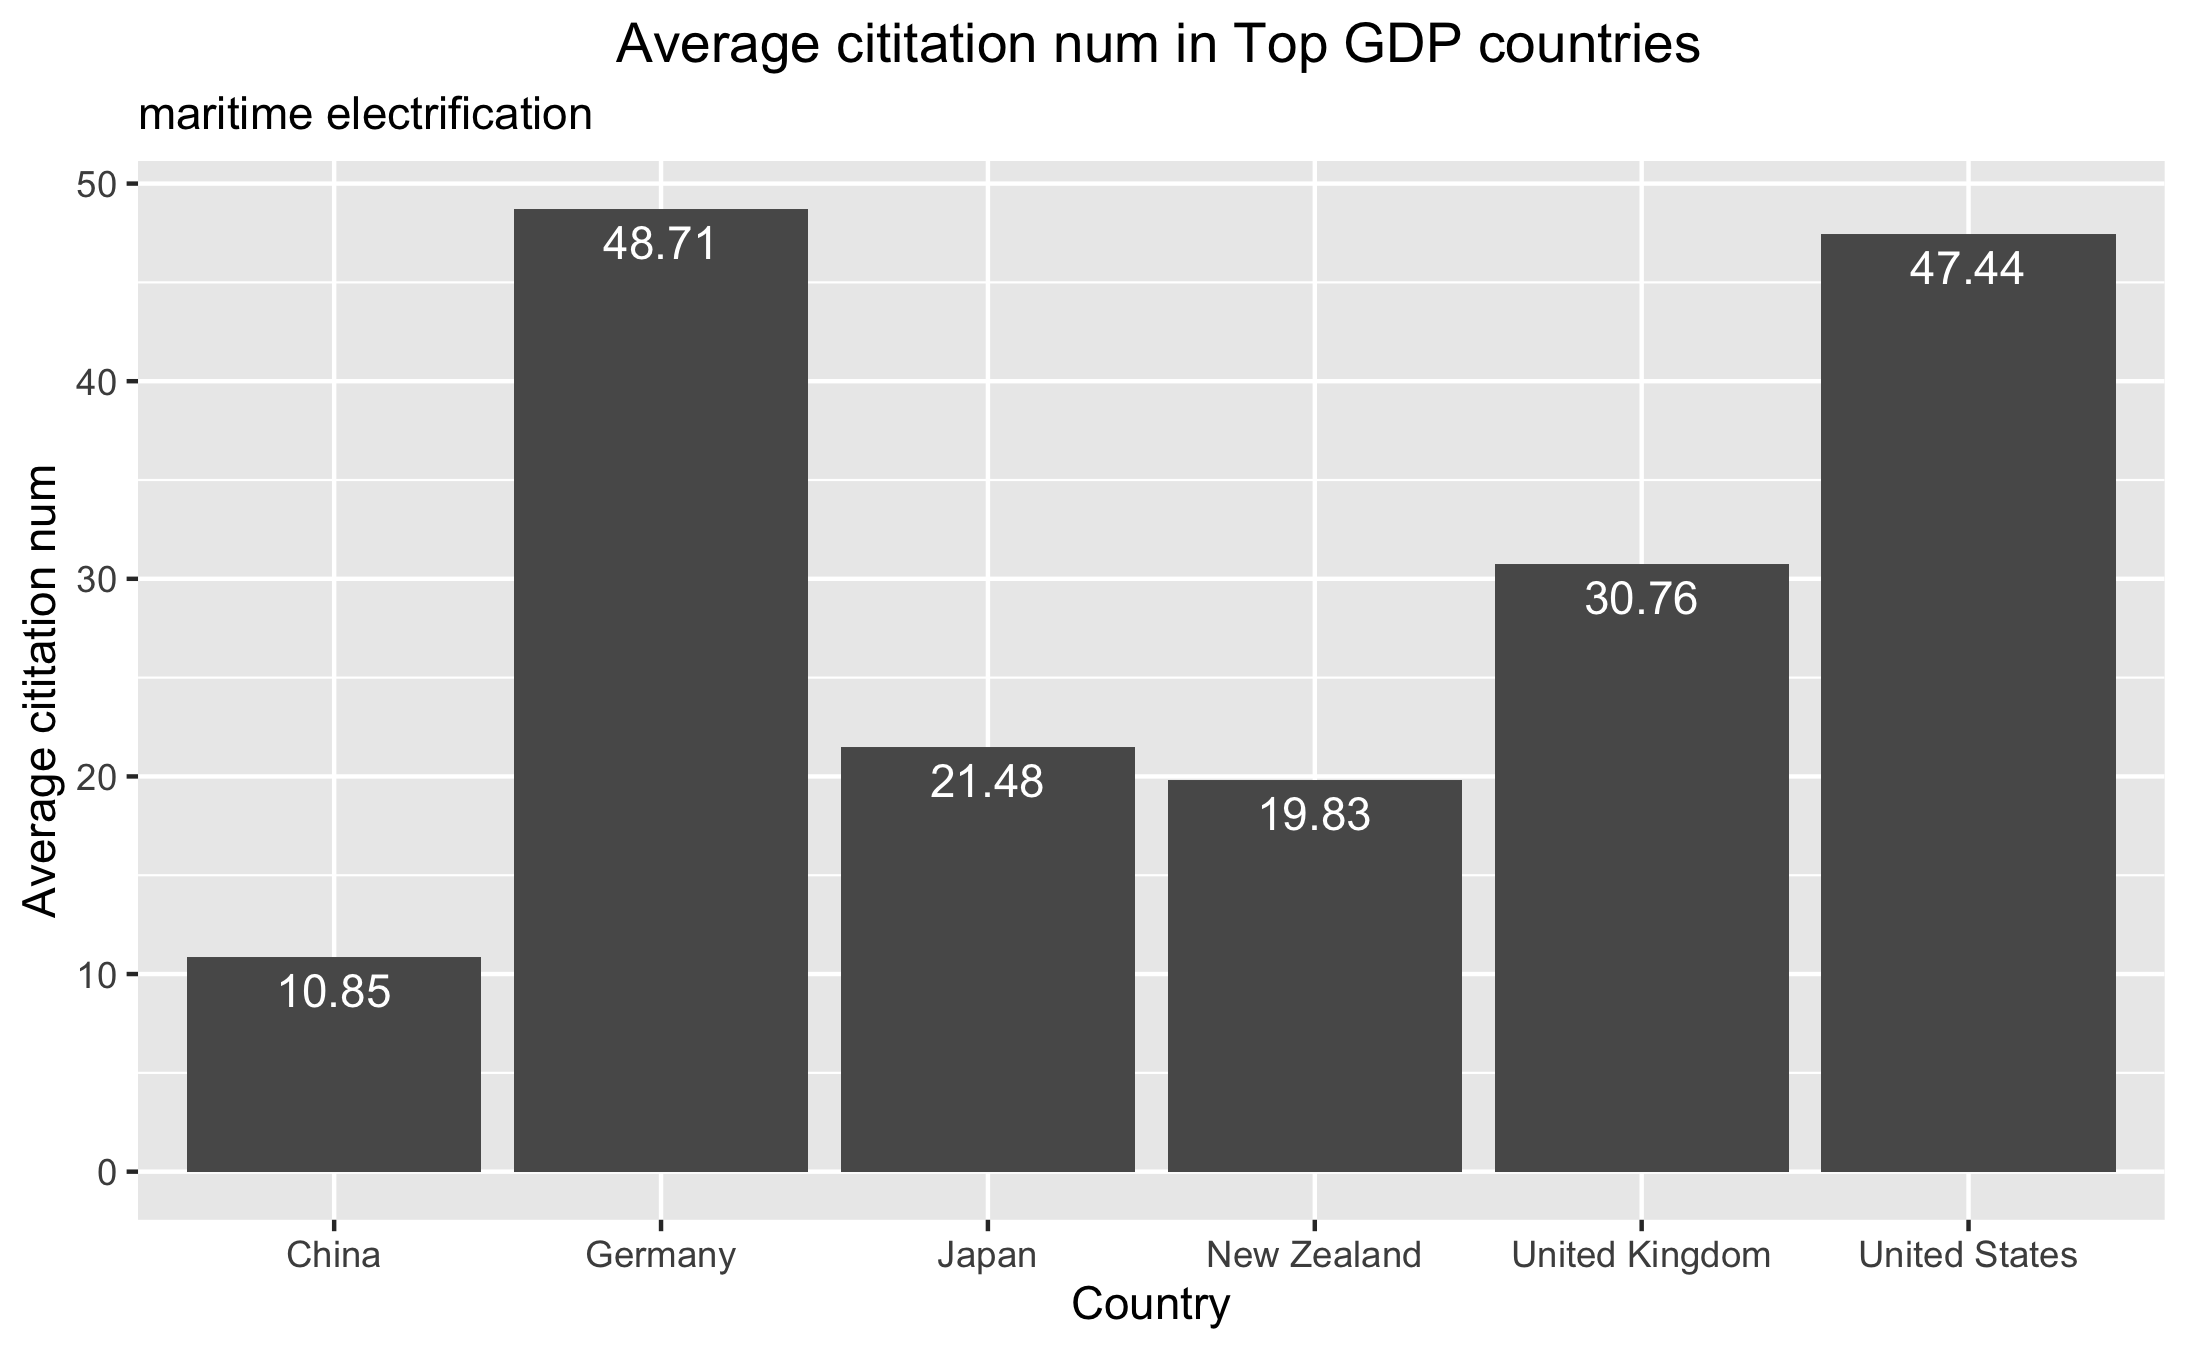 Average cititation num in Top GDP countries
maritime electrification
Average cititation num
50
40
30
20
10
0
10.85
48.71
21.48
19.83
30.76
47.44
China
Germany
Japan
New Zealand
United Kingdom
United States
Country